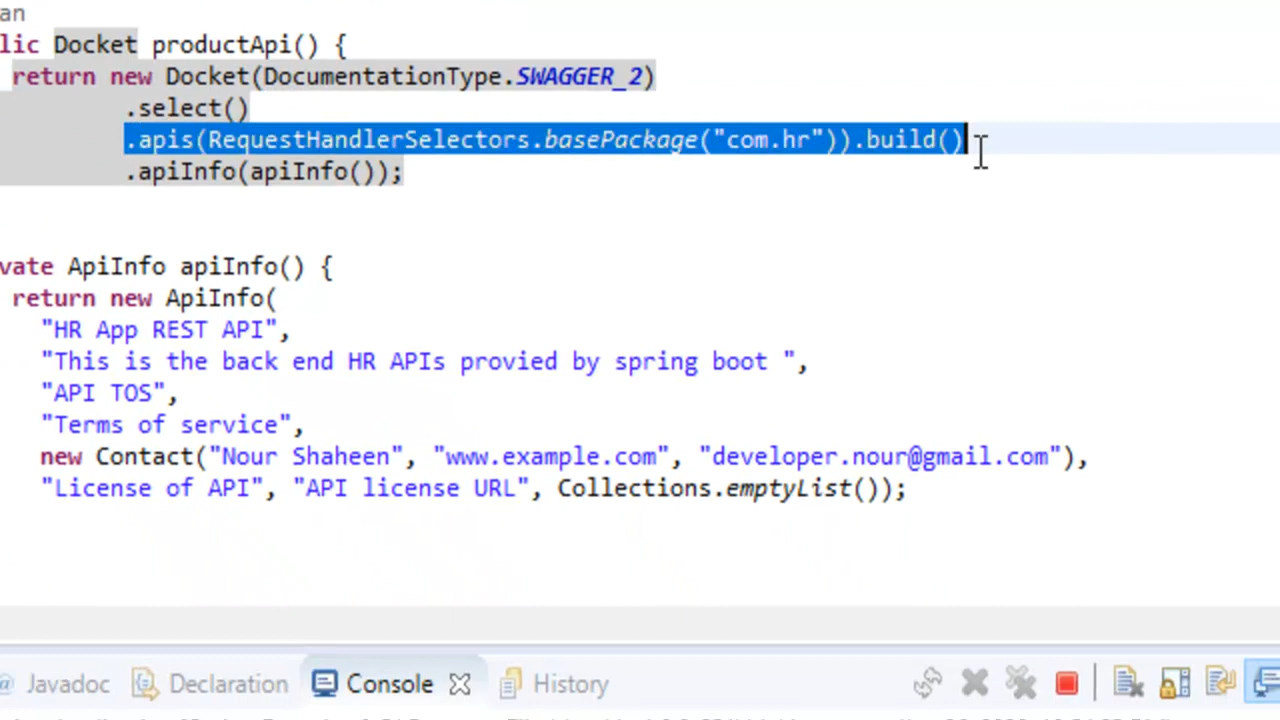 an
lic Docket productApi() {
return new Docket(DocumentationType.SWAGGER_2)
.select()
.apis(RequestHandlerSelectors.basePackage("com.hr")).build()
.apiInfo(apiInfo());
vate ApiInfo apiInfo() {
return new ApiInfo(
"HR App REST API",
"This is the back end HR APIs provied by spring boot ",
"API TOS",
"Terms of service",
new Contact("Nour Shaheen", "www.example.com", "developer.nour@gmail.com"),
"License of API", "API license URL", Collections.emptyList());
@ Javadoc Declaration Console History